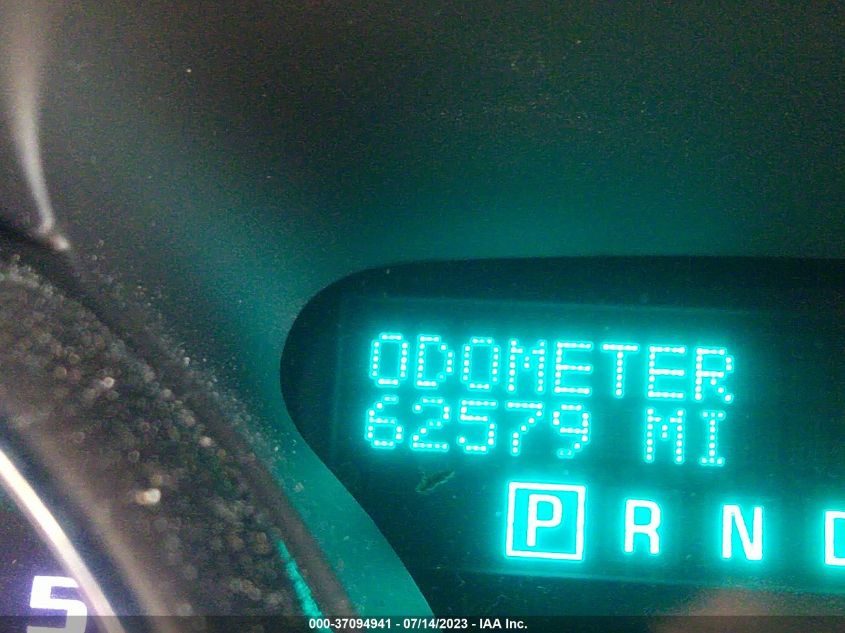 ODOMETER
62579 MI
P R N D
5
000-37094941 - 07/14/2023 - IAA Inc.